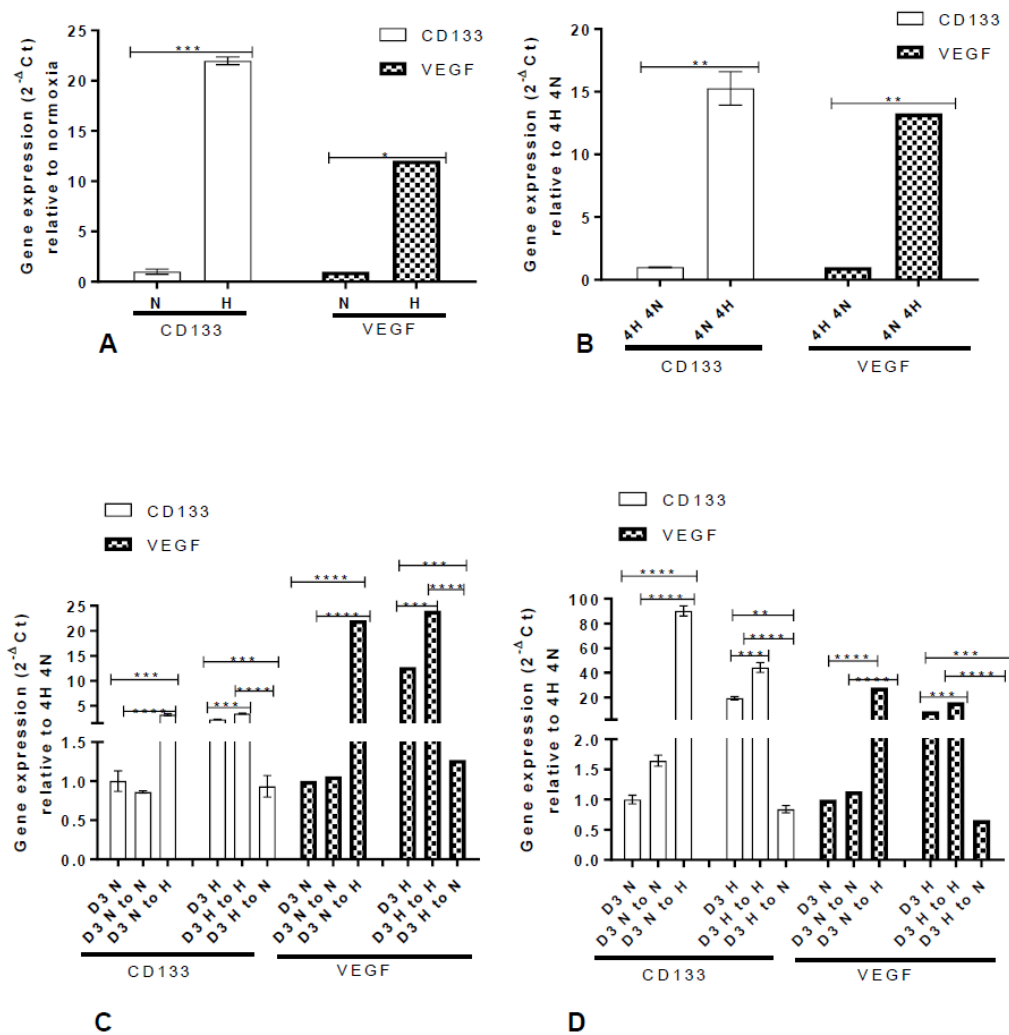 CD133
VEGF
Gene expression (2^-ΔCt)
relative to normoxia
25
20
15
10
5
0
***
*
N
H
N
H
CD133
VEGF
A
CD133
VEGF
Gene expression (2^-ΔCt)
relative to 4H 4N
20
15
10
5
0
**
**
4H 4N
4N 4H
4H 4N
4N 4H
CD133
VEGF
B
CD133
VEGF
Gene expression (2^-ΔCt)
relative to 4H 4N
25
20
15
10
5
1.5
1.0
0.5
0.0
***
****
***
****
***
****
****
***
****
***
D3 N
D3 N to N
D3 N to H
D3 H
D3 H to H
D3 H to N
D3 N
D3 N to N
D3 N to H
D3 H
D3 H to H
D3 H to N
CD133
VEGF
C
CD133
VEGF
Gene expression (2^-ΔCt)
relative to 4H 4N
100
80
60
40
20
2.0
1.5
1.0
0.5
0.0
****
****
**
****
***
****
****
***
****
***
D3 N
D3 N to N
D3 N to H
D3 H
D3 H to H
D3 H to N
D3 N
D3 N to N
D3 N to H
D3 H
D3 H to H
D3 H to N
CD133
VEGF
D